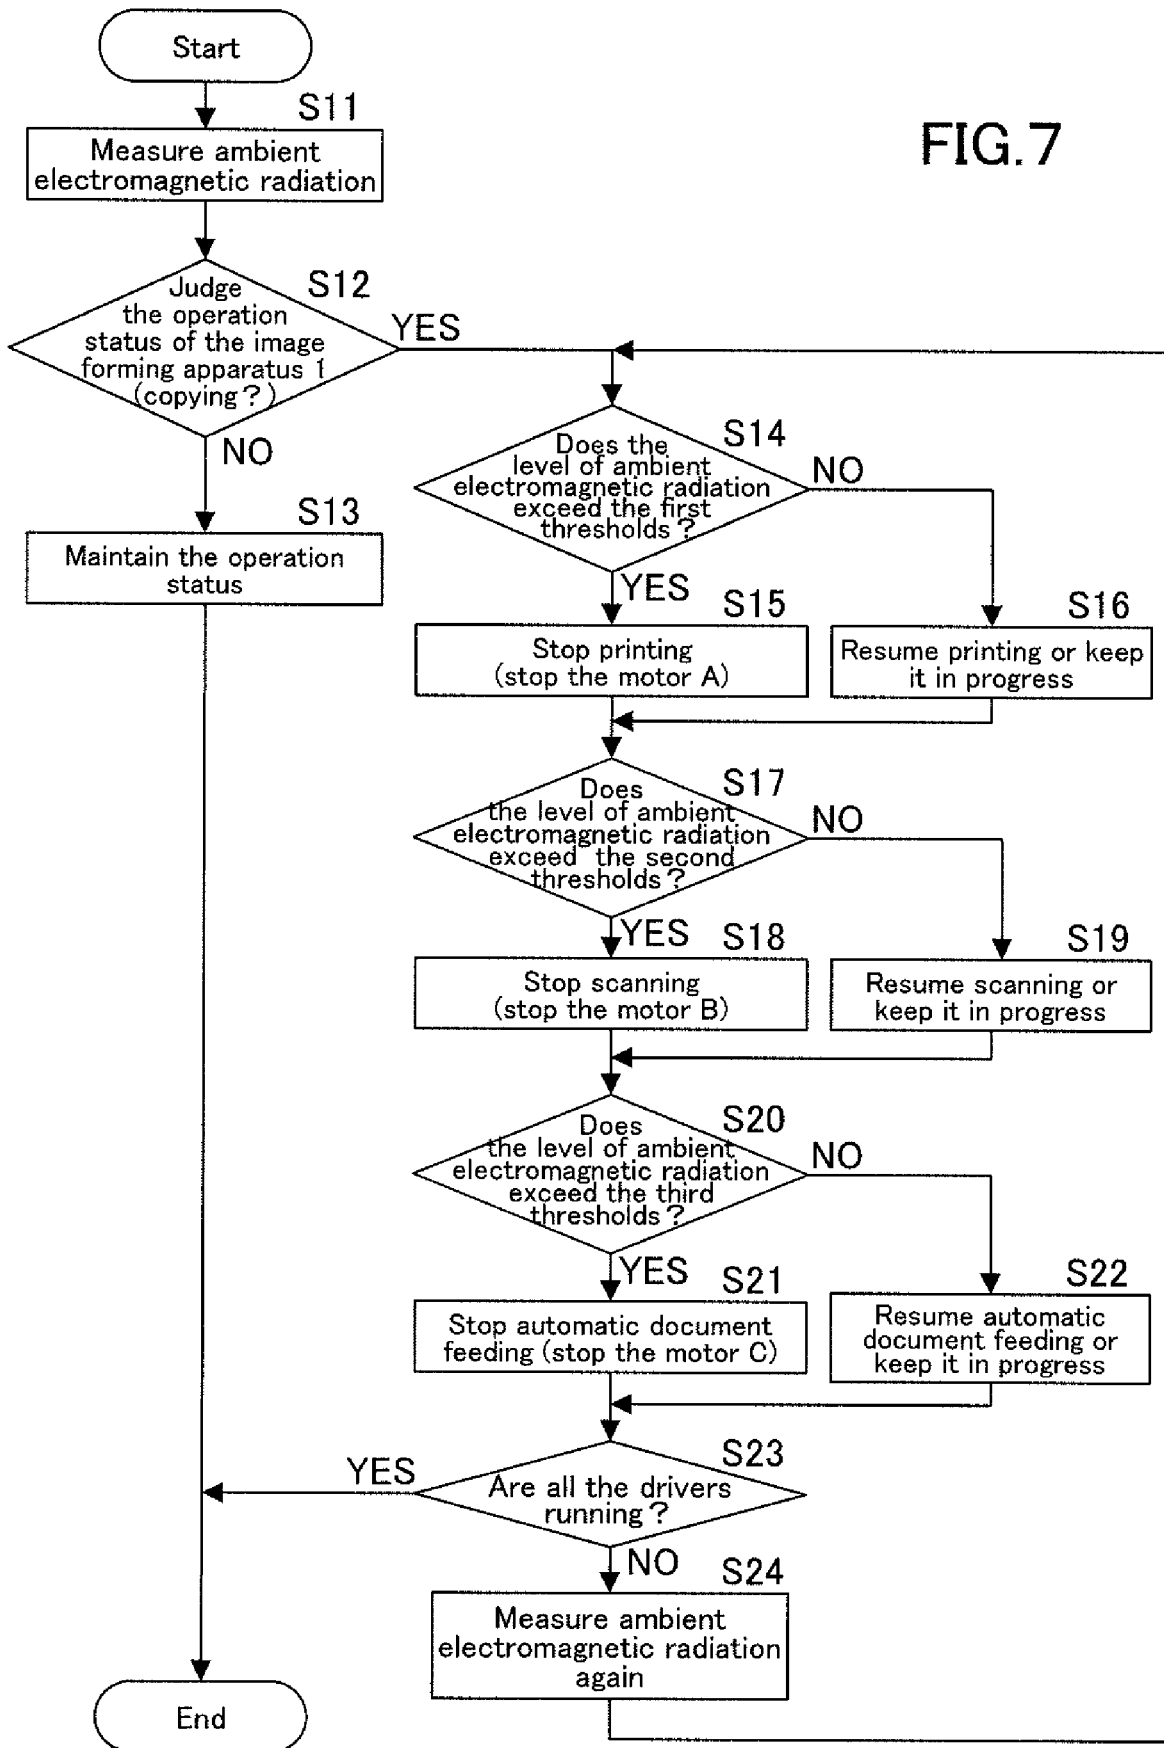 Start
S11
FIG.7
Measure ambient
electromagnetic radiation
S12
Judge
the operation
status of the image
forming apparatus 1
(copying?)
YES
NO
S13
Maintain the operation
status
S14
Does the
level of ambient
electromagnetic radiation
exceed the first
thresholds?
NO
YES
S15
Stop printing
(stop the motor A)
S16
Resume printing or keep
it in progress
S17
Does
the level of ambient
electromagnetic radiation
exceed the second
thresholds?
NO
YES
S18
Stop scanning
(stop the motor B)
S19
Resume scanning or
keep it in progress
S20
Does
the level of ambient
electromagnetic radiation
exceed the third
thresholds?
NO
YES
S21
Stop automatic document
feeding (stop the motor C)
S22
Resume automatic
document feeding or
keep it in progress
S23
YES
Are all the drivers
running?
NO
S24
Measure ambient
electromagnetic radiation
again
End